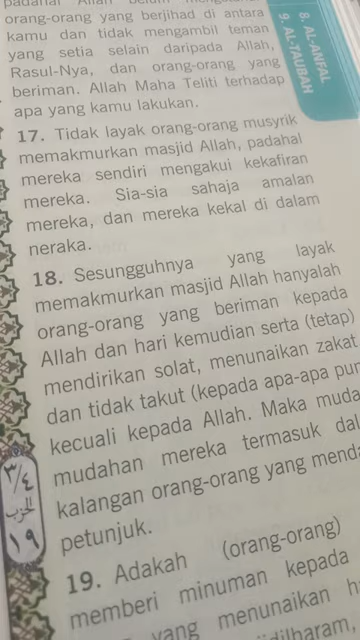 orang-orang yang berjihad di antara
kamu dan tidak mengambil teman
yang setia selain daripada Allah,
Rasul-Nya, dan orang-orang yang
beriman. Allah Maha Teliti terhadap
apa yang kamu lakukan.
8. AL-ANFAL
9. AL-TAUBAH
17. Tidak layak orang-orang musyrik
memakmurkan masjid Allah, padahal
mereka sendiri mengakui kekafiran
mereka. Sia-sia sahaja amalan
mereka, dan mereka kekal di dalam
neraka.
18. Sesungguhnya yang layak
memakmurkan masjid Allah hanyalah
orang-orang yang beriman kepada
Allah dan hari kemudian serta (tetap)
mendirikan solat, menunaikan zakat
dan tidak takut (kepada apa-apa pun
kecuali kepada Allah. Maka muda
mudahan mereka termasuk dal
kalangan orang-orang yang menda
petunjuk.
٣/٤
الحزب
١٩
19. Adakah (orang-orang)
memberi minuman kepada
yang menunaikan h